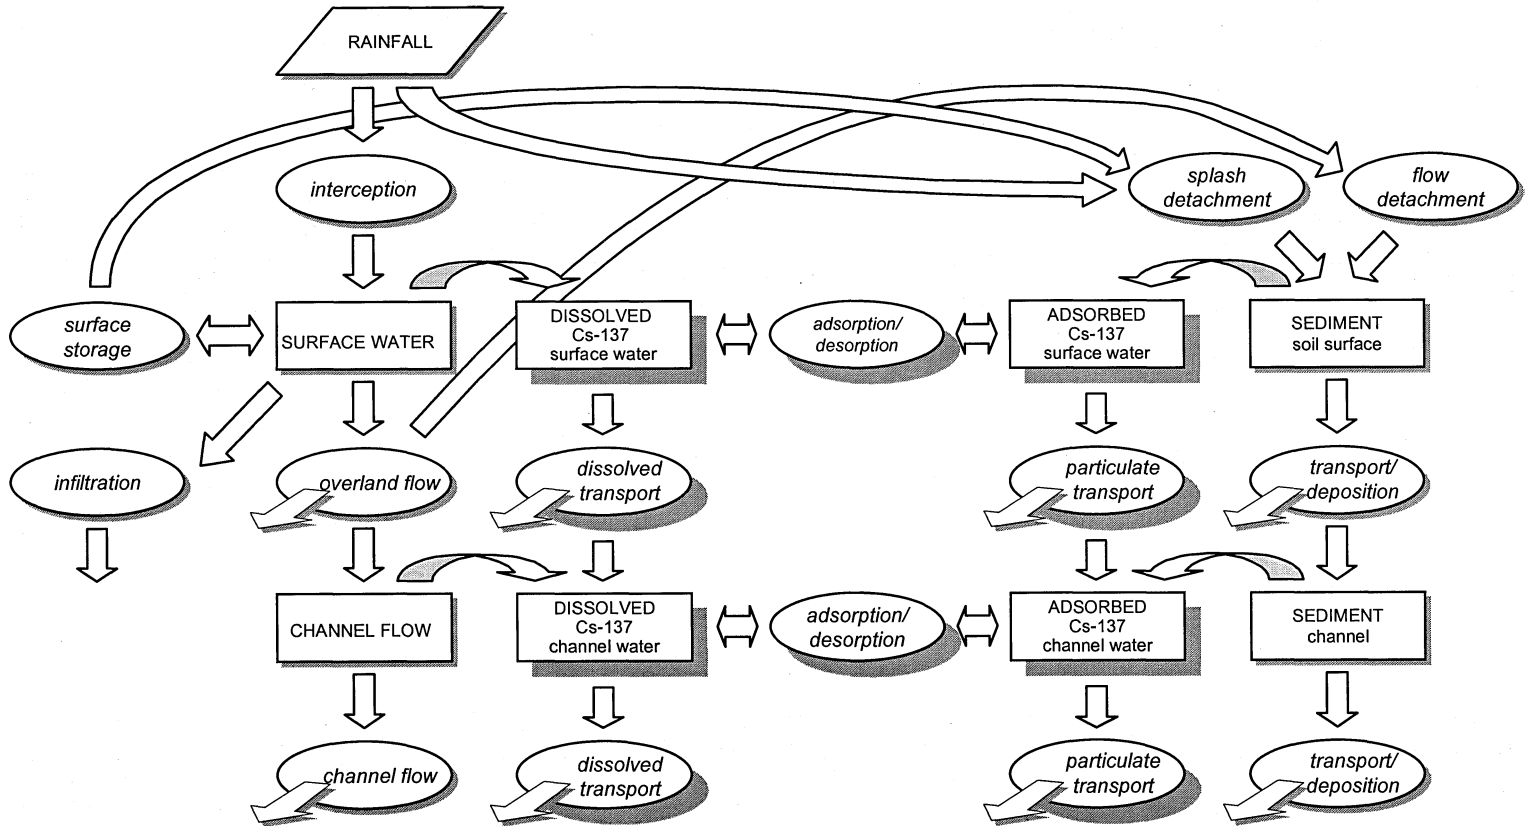 RAINFALL
interception
splash
detachment
flow
detachment
surface
storage
SURFACE WATER
DISSOLVED
Cs-137
surface water
adsorption/
desorption
ADSORBED
Cs-137
surface water
SEDIMENT
soil surface
infiltration
overland flow
dissolved
transport
particulate
transport
transport/
deposition
CHANNEL FLOW
DISSOLVED
Cs-137
channel water
adsorption/
desorption
ADSORBED
Cs-137
channel water
SEDIMENT
channel
channel flow
dissolved
transport
particulate
transport
transport/
deposition